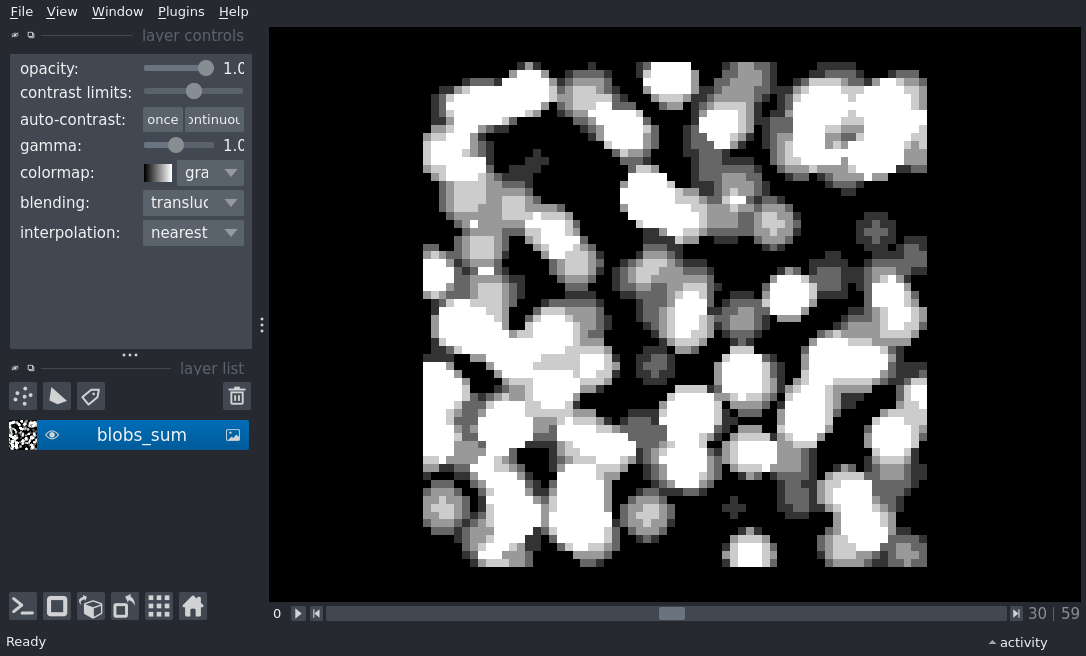 File View Window Plugins Help
layer controls
opacity: 1.0
contrast limits:
auto-contrast: once ontinuou
gamma: 1.0
colormap: gra
blending: transluc
interpolation: nearest
layer list
blobs_sum
0 30 | 59
Ready activity